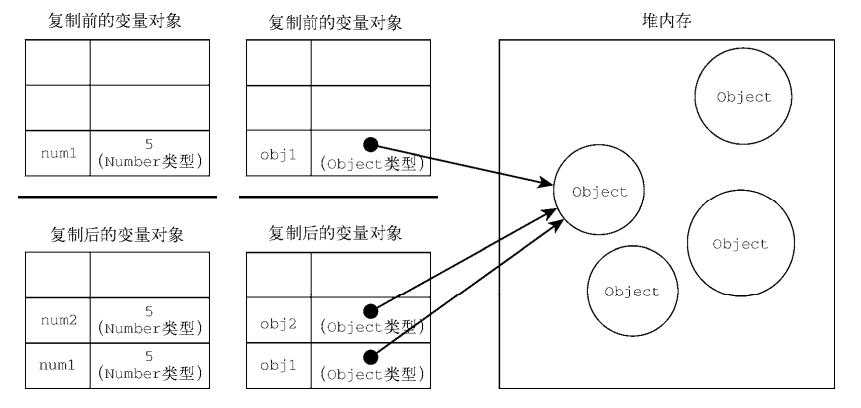 复制前的变量对象
num1
5
(Number类型)
复制前的变量对象
obj1
(Object类型)
堆内存
Object
Object
Object
Object
复制后的变量对象
num2
5
(Number类型)
num1
5
(Number类型)
复制后的变量对象
obj2
(Object类型)
obj1
(Object类型)